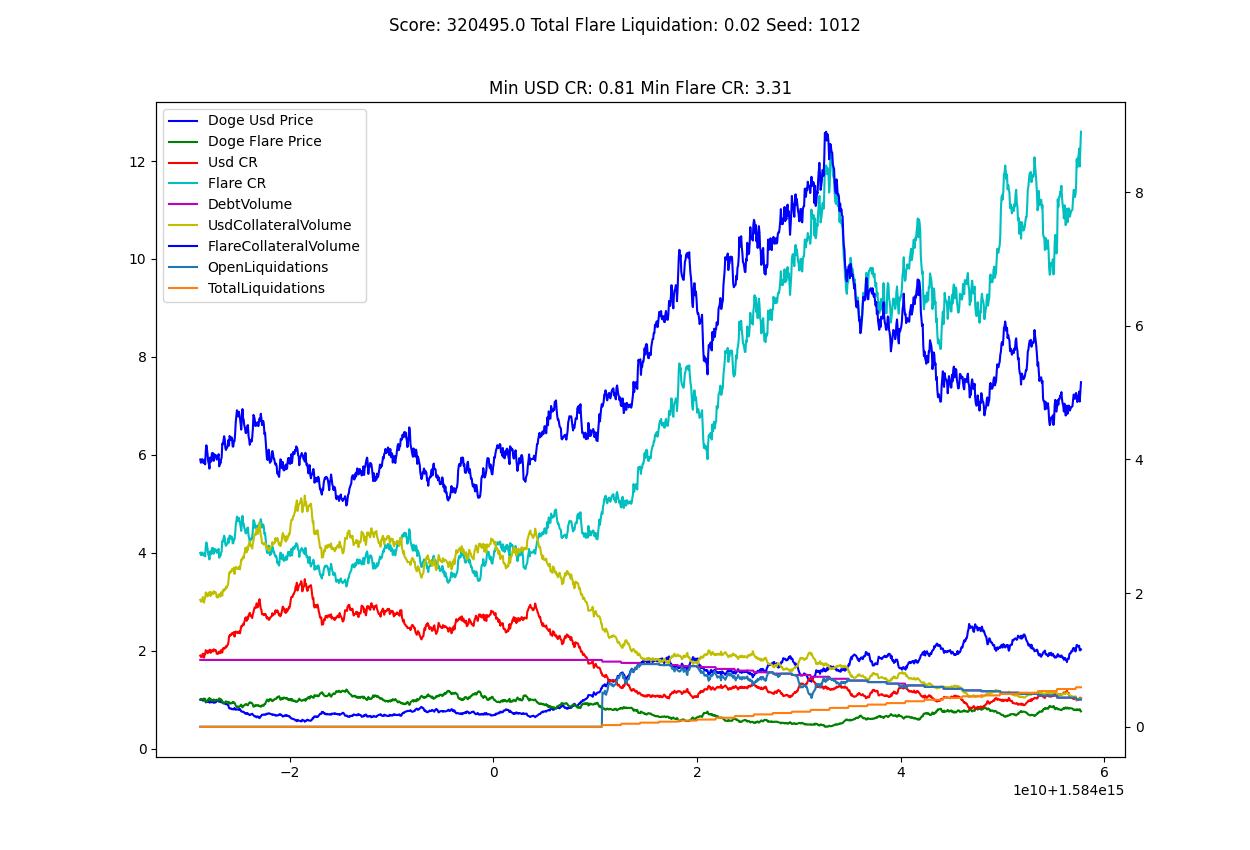 Score: 320495.0 Total Flare Liquidation: 0.02 Seed: 1012
Min USD CR: 0.81 Min Flare CR: 3.31
Doge Usd Price
Doge Flare Price
Usd CR
Flare CR
DebtVolume
UsdCollateralVolume
FlareCollateralVolume
OpenLiquidations
TotalLiquidations
12
10
8
6
4
2
0
8
6
4
2
0
−2
0
2
4
6
1e10+1.584e15